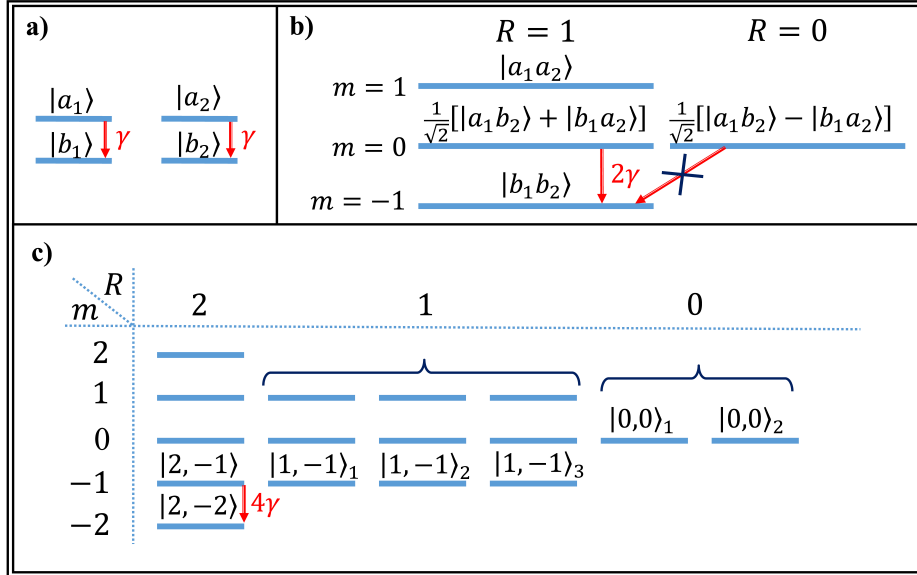 a)
|a₁⟩ |a₂⟩
|b₁⟩ γ |b₂⟩ γ
b)
R = 1 R = 0
m = 1 |a₁a₂⟩
m = 0 1/√2[|a₁b₂⟩ + |b₁a₂⟩] 1/√2[|a₁b₂⟩ − |b₁a₂⟩]
2γ
m = −1 |b₁b₂⟩
c)
R
m 2 1 0
2
1
0 |0,0⟩₁ |0,0⟩₂
−1 |2, −1⟩ |1, −1⟩₁ |1, −1⟩₂ |1, −1⟩₃
−2 |2, −2⟩ 4γ